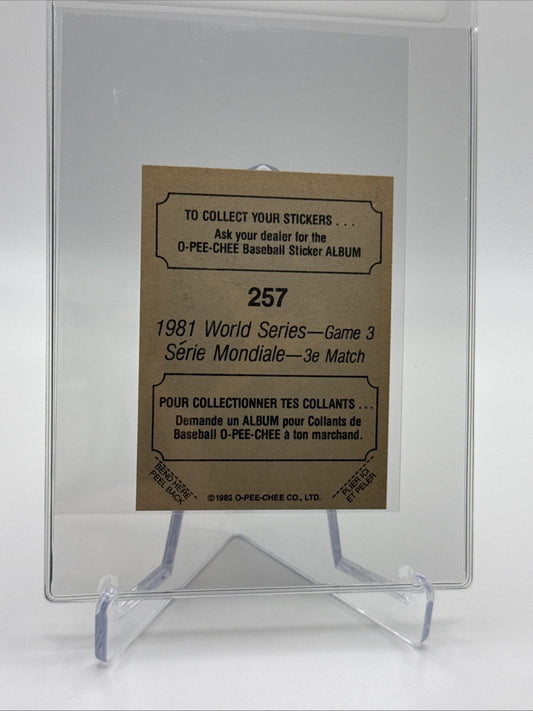 TO COLLECT YOUR STICKERS . . .
Ask your dealer for the
O-PEE-CHEE Baseball Sticker ALBUM
257
1981 World Series—Game 3
Série Mondiale—3e Match
POUR COLLECTIONNER TES COLLANTS . . .
Demande un ALBUM pour Collants de
Baseball O-PEE-CHEE à ton marchand.
BEND HERE
PEEL BACK
PLIER ICI
ET PELER
©1982 O-PEE-CHEE CO., LTD.